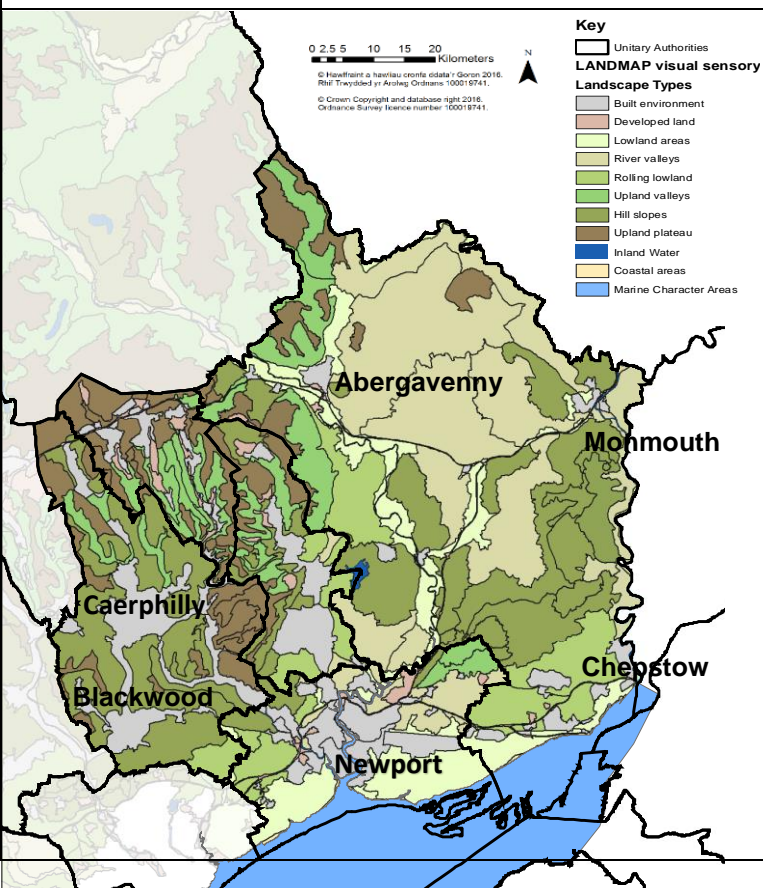 0 2.5 5 10 15 20
Kilometers
N
© Hawlfraint a hawliau cronfa ddata'r Goron 2016.
Rhif Trwydded yr Arolwg Ordnans 100019741.
© Crown Copyright and database right 2016.
Ordnance Survey licence number 100019741.
Key
Unitary Authorities
LANDMAP visual sensory
Landscape Types
Built environment
Developed land
Lowland areas
River valleys
Rolling lowland
Upland valleys
Hill slopes
Upland plateau
Inland Water
Coastal areas
Marine Character Areas
Abergavenny
Monmouth
Caerphilly
Chepstow
Blackwood
Newport